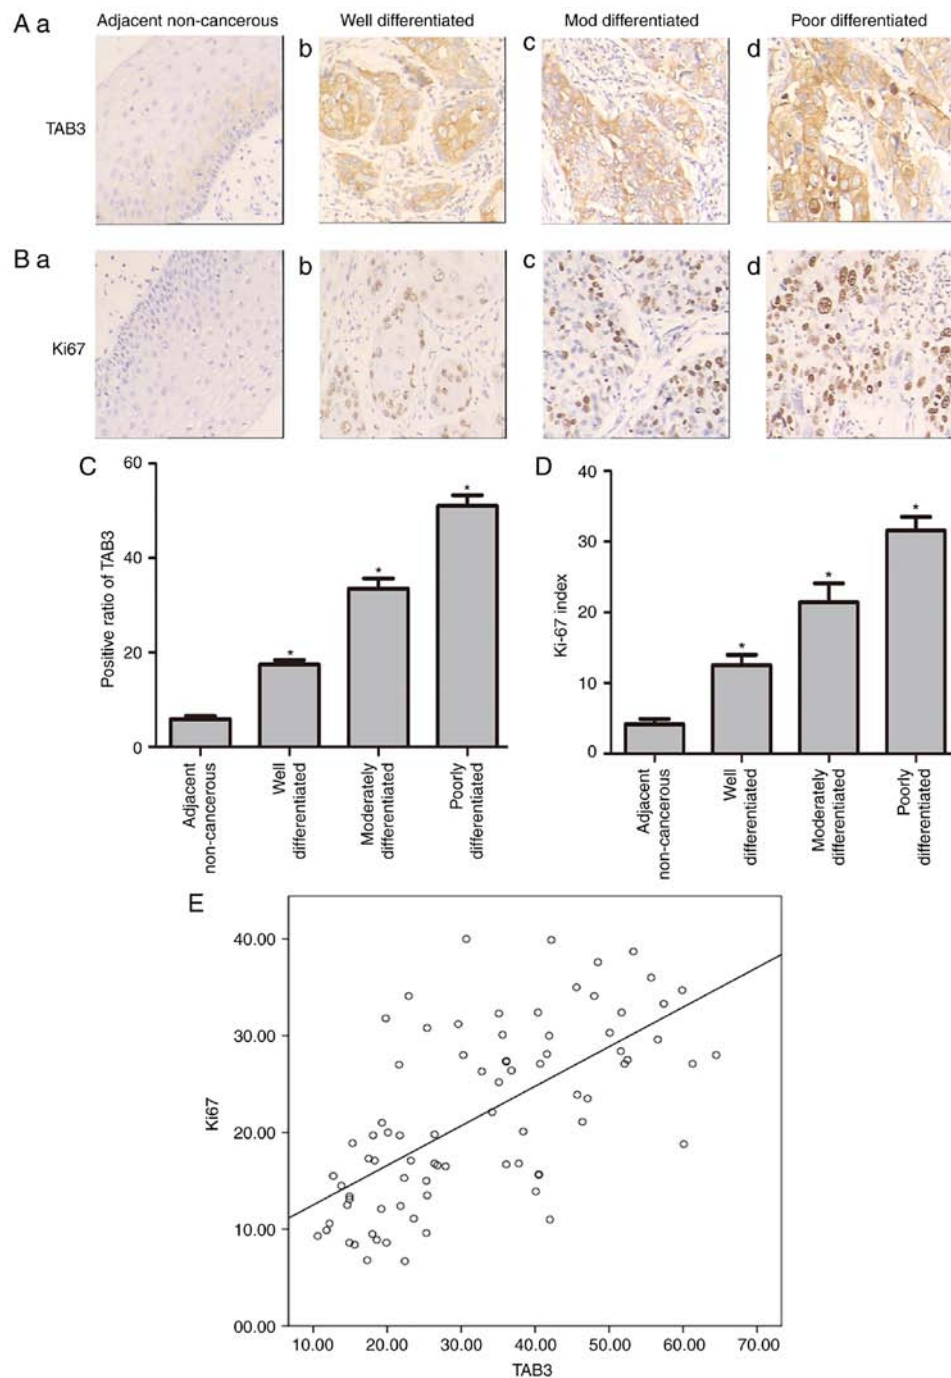 Adjacent non-cancerous Well differentiated Mod differentiated Poor differentiated
A a b c d
TAB3
B a b c d
Ki67
C
60
40
20
0
Positive ratio of TAB3
*
*
*
Adjacent
non-cancerous
Well
differentiated
Moderately
differentiated
Poorly
differentiated
D
40
30
20
10
0
Ki-67 index
*
*
*
Adjacent
non-cancerous
Well
differentiated
Moderately
differentiated
Poorly
differentiated
E
40.00
30.00
20.00
10.00
00.00
Ki67
10.00 20.00 30.00 40.00 50.00 60.00 70.00
TAB3